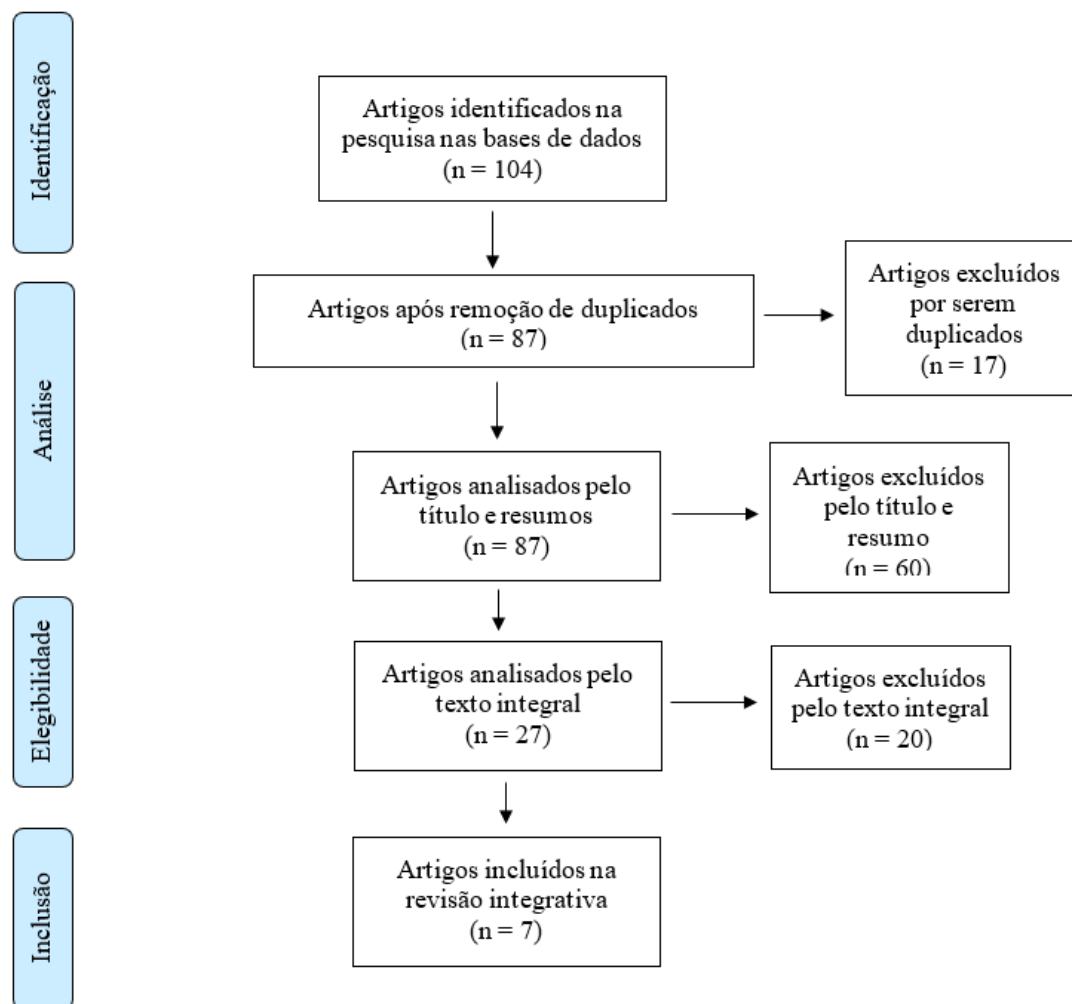 Identificação
Artigos identificados na
pesquisa nas bases de dados
(n = 104)
Análise
Artigos após remoção de duplicados
(n = 87)
Artigos excluídos
por serem
duplicados
(n = 17)
Artigos analisados pelo
título e resumos
(n = 87)
Artigos excluídos
pelo título e
resumo
(n = 60)
Elegibilidade
Artigos analisados pelo
texto integral
(n = 27)
Artigos excluídos
pelo texto integral
(n = 20)
Inclusão
Artigos incluídos na
revisão integrativa
(n = 7)